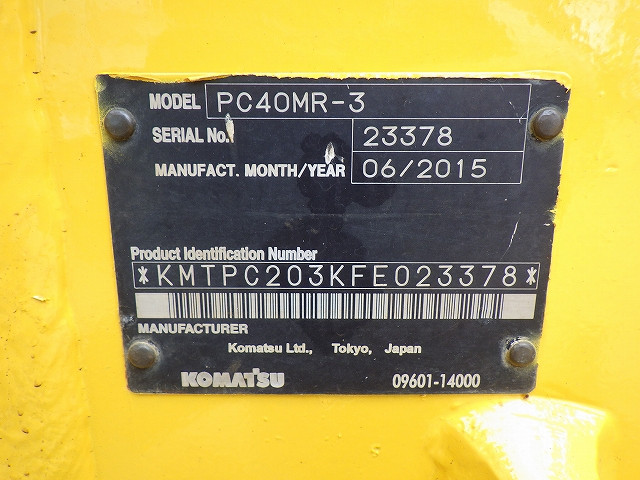 MODEL PC40MR-3
SERIAL No. 23378
MANUFACT. MONTH/YEAR 06/2015
Product Identification Number
*KMTPC203KFE023378*
MANUFACTURER
Komatsu Ltd., Tokyo, Japan
KOMATSU 09601-14000